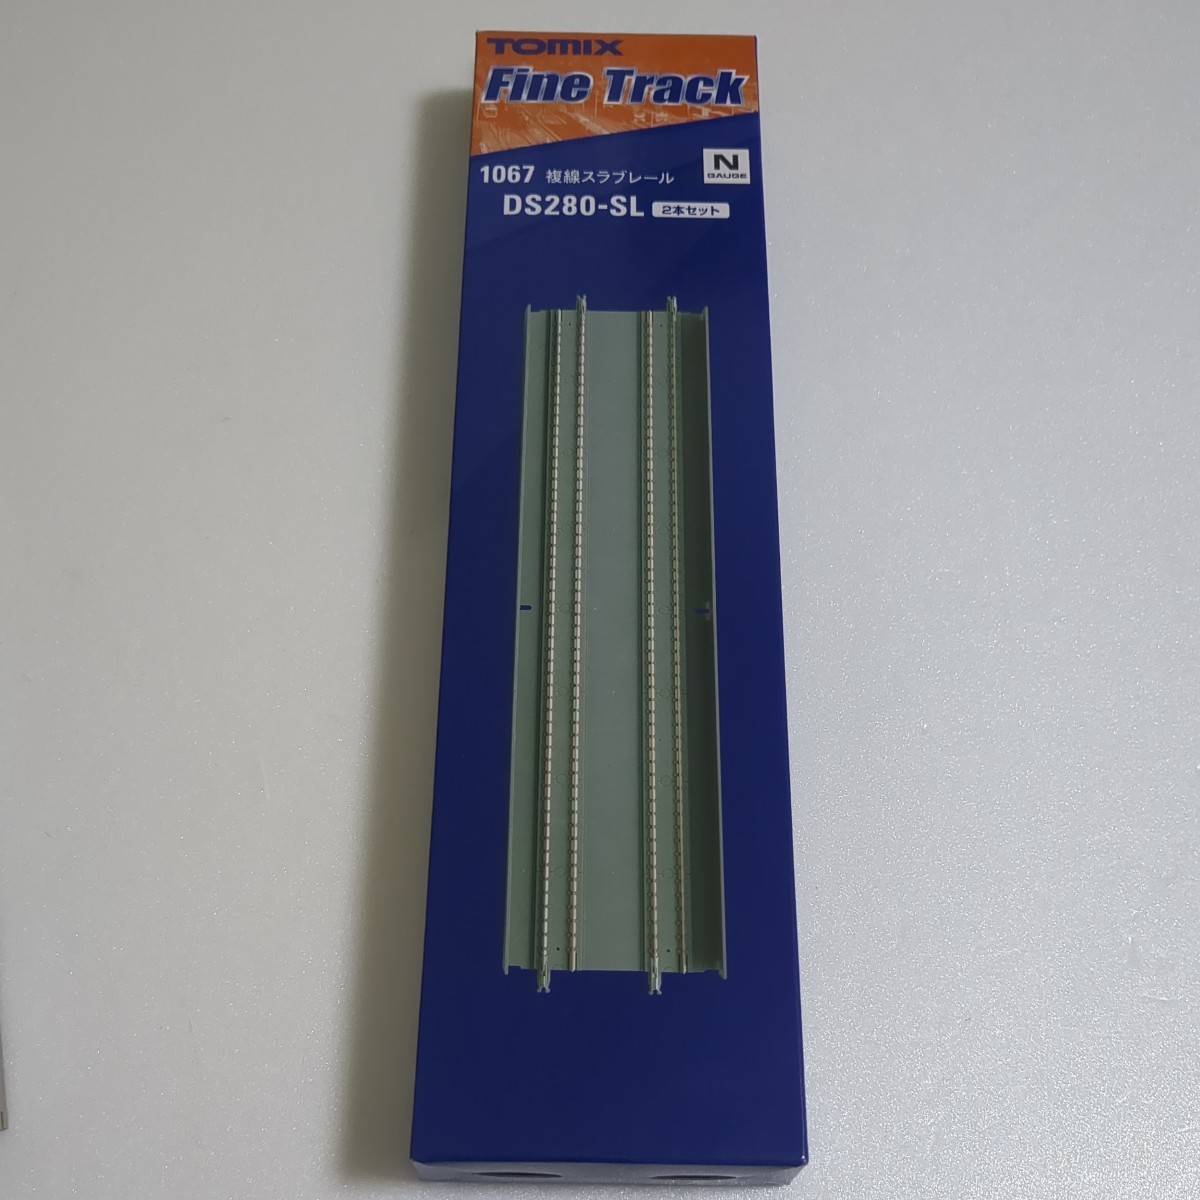 TOMIX
Fine Track
1067 複線スラブレール
N
GAUGE
DS280-SL 2本セット